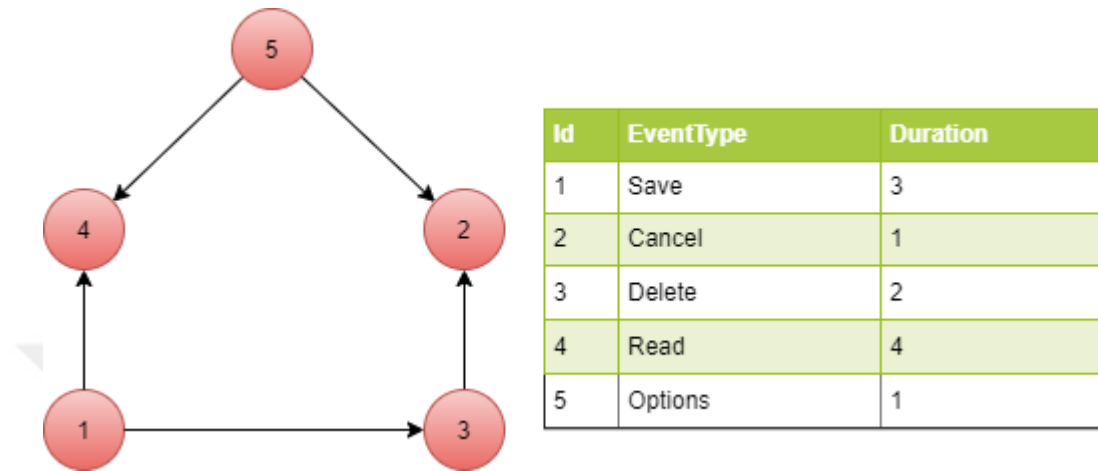 5
4
2
1
3
Id EventType Duration
1 Save 3
2 Cancel 1
3 Delete 2
4 Read 4
5 Options 1